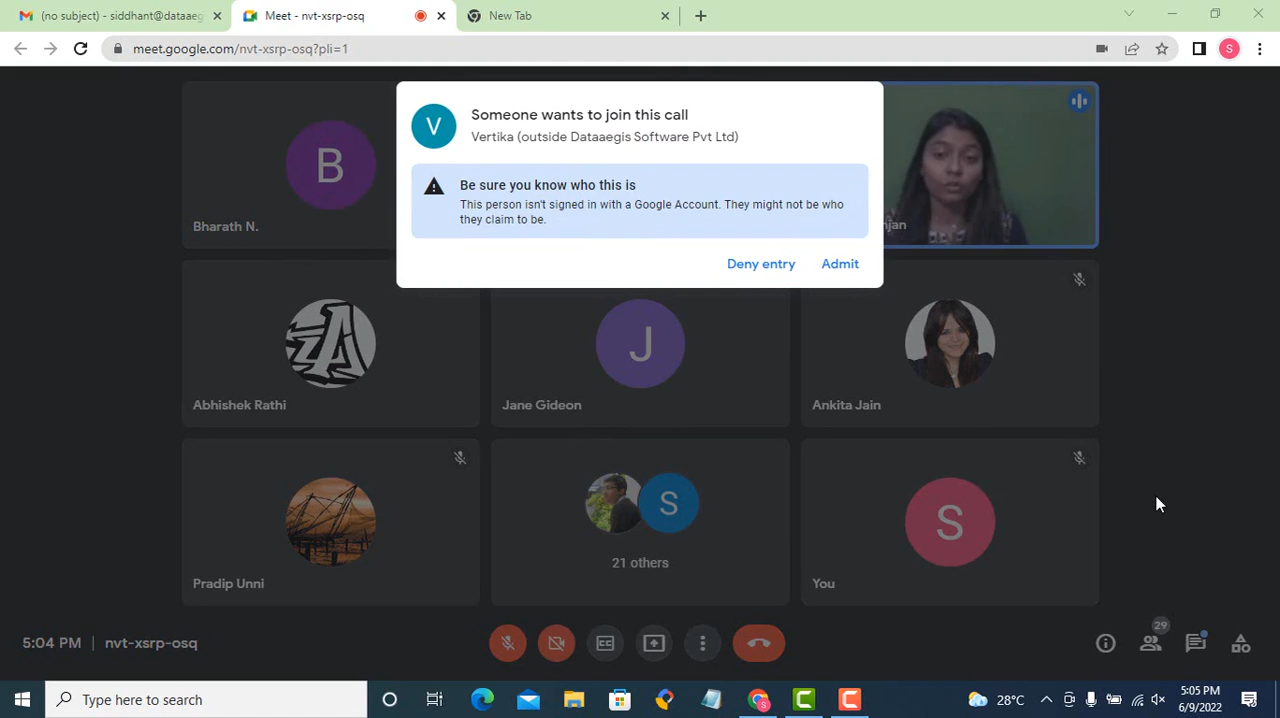 (no subject) - siddhant@dataaeg
Meet - nvt-xsrp-osq
New Tab
meet.google.com/nvt-xsrp-osq?pli=1
S
V
Someone wants to join this call
Vertika (outside Dataaegis Software Pvt Ltd)
Be sure you know who this is
This person isn't signed in with a Google Account. They might not be who
they claim to be.
Deny entry
Admit
B
Bharath N.
njan
ZA
Abhishek Rathi
J
Jane Gideon
Ankita Jain
Pradip Unni
S
21 others
S
You
5:04 PM | nvt-xsrp-osq
CC
29
Type here to search
28°C
5:05 PM
6/9/2022